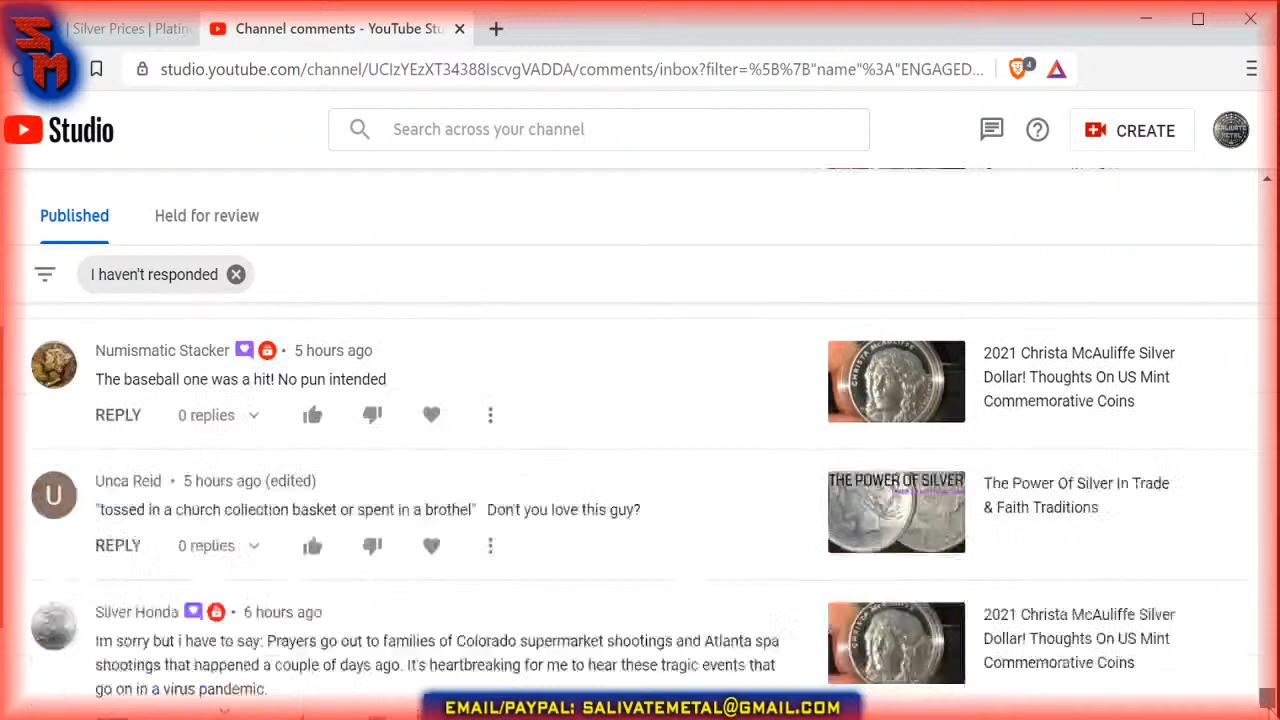 SM
| Silver Prices | Platin
Channel comments - YouTube Stu
studio.youtube.com/channel/UCIzYEzXT34388IscvgVADDA/comments/inbox?filter=%5B%7B"name"%3A"ENGAGED...
4
Studio
Search across your channel
CREATE
Published
Held for review
I haven't responded
Numismatic Stacker • 5 hours ago
The baseball one was a hit! No pun intended
REPLY 0 replies
CHRISTA MCAULIFFE
2021 Christa McAuliffe Silver
Dollar! Thoughts On US Mint
Commemorative Coins
U
Unca Reid • 5 hours ago (edited)
"tossed in a church collection basket or spent in a brothel" Don't you love this guy?
REPLY 0 replies
THE POWER OF SILVER
The Power Of Silver In Trade
& Faith Traditions
Silver Honda • 6 hours ago
Im sorry but i have to say: Prayers go out to families of Colorado supermarket shootings and Atlanta spa
shootings that happened a couple of days ago. It's heartbreaking for me to hear these tragic events that
go on in a virus pandemic.
2021 Christa McAuliffe Silver
Dollar! Thoughts On US Mint
Commemorative Coins
EMAIL/PAYPAL: SALIVATEMETAL@GMAIL.COM